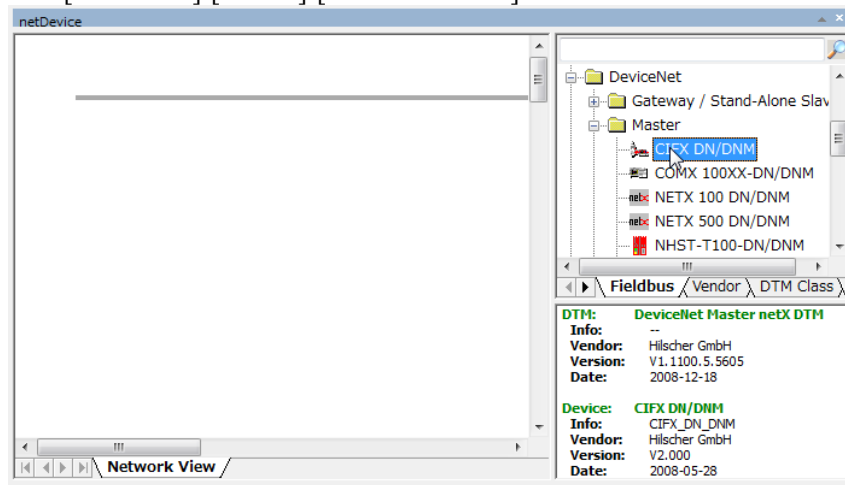 netDevice
DeviceNet
Gateway / Stand-Alone Slav
Master
CIFX DN/DNM
COMX 100XX-DN/DNM
NETX 100 DN/DNM
NETX 500 DN/DNM
NHST-T100-DN/DNM
Fieldbus
Vendor
DTM Class
DTM: DeviceNet Master netX DTM
Info: --
Vendor: Hilscher GmbH
Version: V1.1100.5.5605
Date: 2008-12-18
Device: CIFX DN/DNM
Info: CIFX_DN_DNM
Vendor: Hilscher GmbH
Version: V2.000
Date: 2008-05-28
Network View